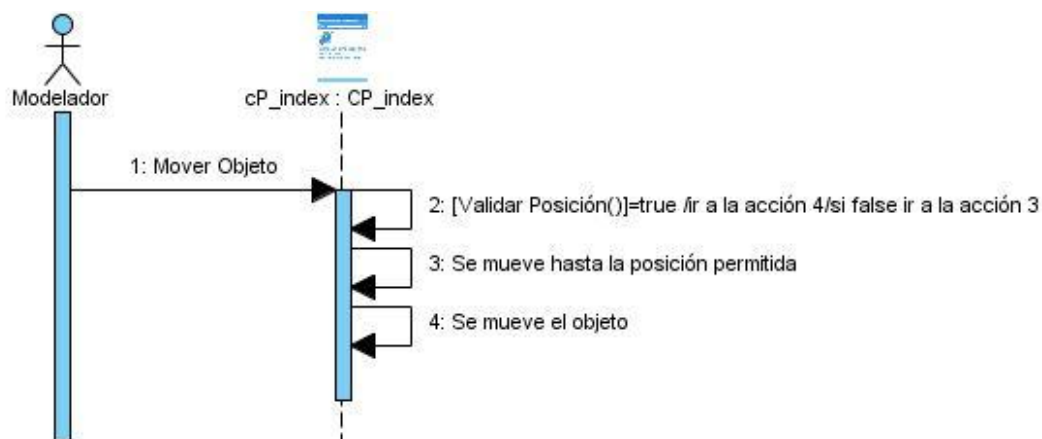 Modelador
cP_index : CP_index
1: Mover Objeto
2: [Validar Posición()]=true /ir a la acción 4/si false ir a la acción 3
3: Se mueve hasta la posición permitida
4: Se mueve el objeto